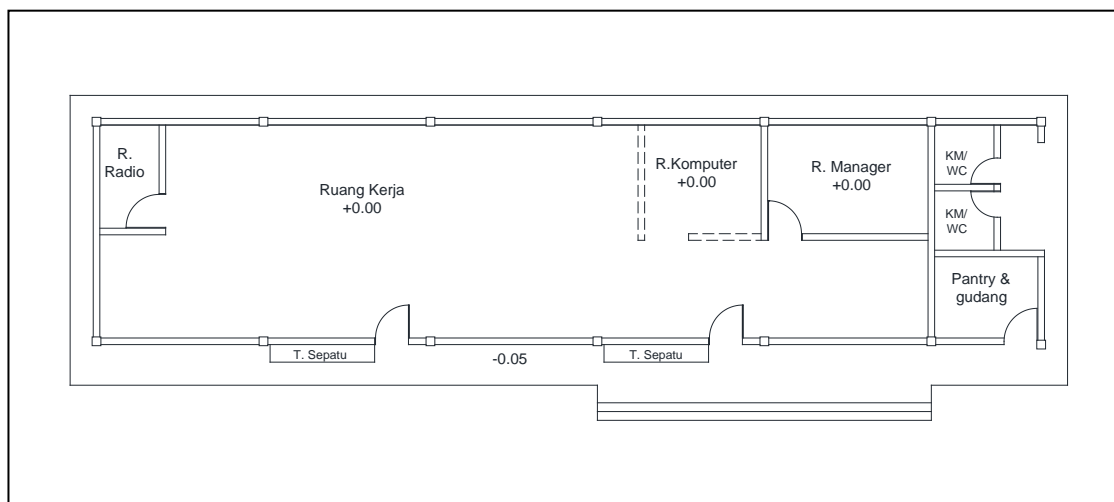 R.
Radio
Ruang Kerja
+0.00
R.Komputer
+0.00
R. Manager
+0.00
KM/
WC
KM/
WC
Pantry &
gudang
T. Sepatu
-0.05
T. Sepatu